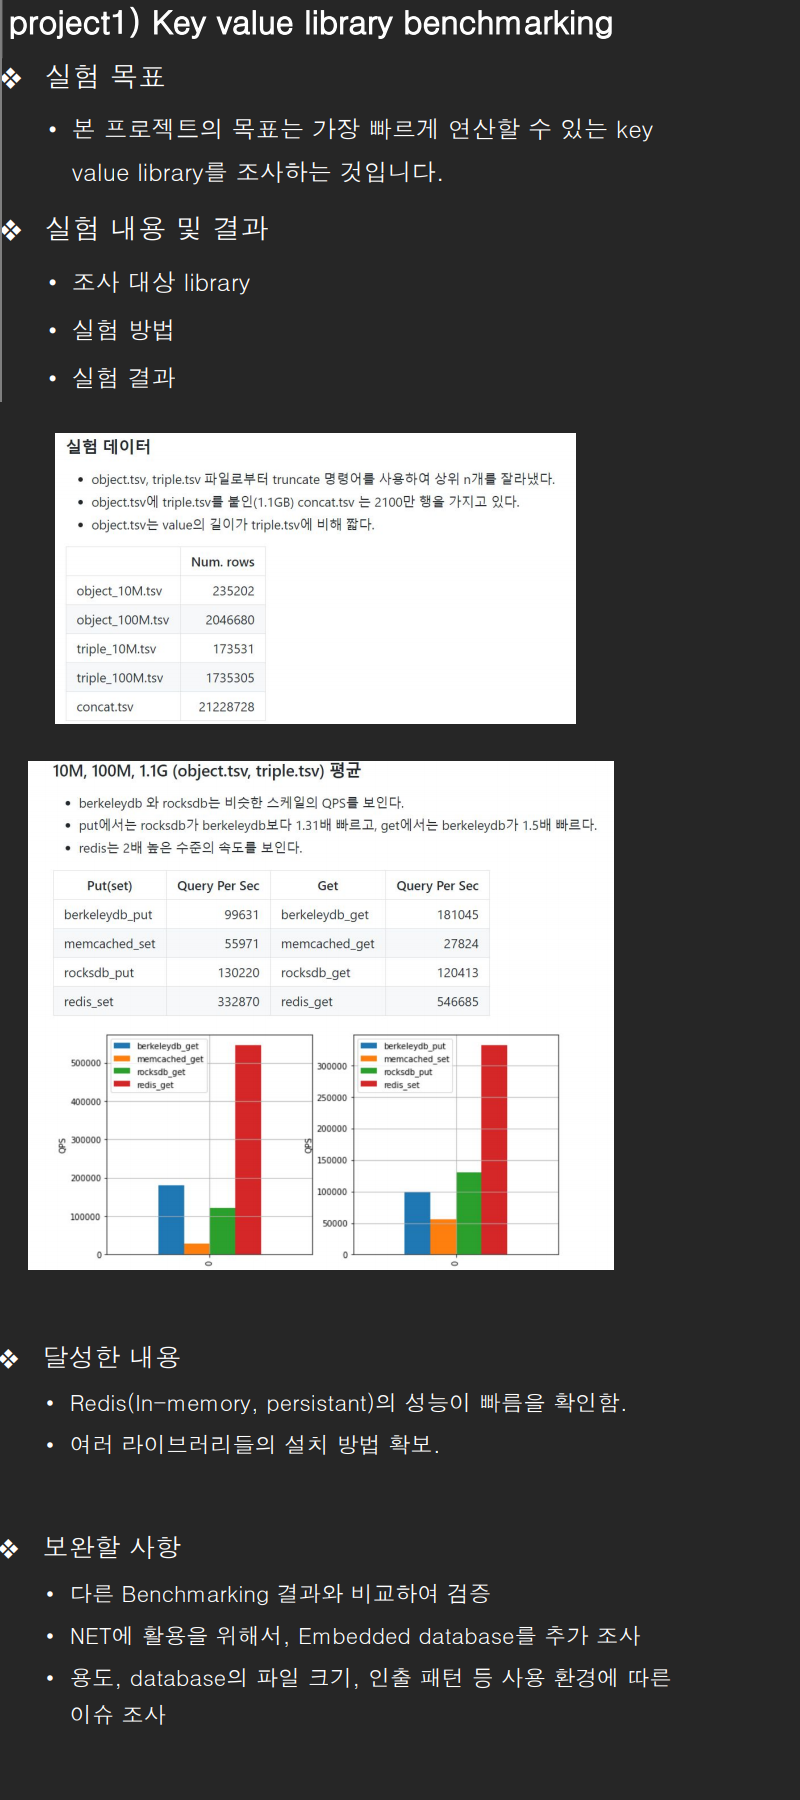 project1) Key value library benchmarking
❖ 실험 목표
• 본 프로젝트의 목표는 가장 빠르게 연산할 수 있는 key
value library를 조사하는 것입니다.
❖ 실험 내용 및 결과
• 조사 대상 library
• 실험 방법
• 실험 결과
실험 데이터
• object.tsv, triple.tsv 파일로부터 truncate 명령어를 사용하여 상위 n개를 잘라냈다.
• object.tsv에 triple.tsv를 붙인(1.1GB) concat.tsv 는 2100만 행을 가지고 있다.
• object.tsv는 value의 길이가 triple.tsv에 비해 짧다.
Num. rows
object_10M.tsv 235202
object_100M.tsv 2046680
triple_10M.tsv 173531
triple_100M.tsv 1735305
concat.tsv 21228728
10M, 100M, 1.1G (object.tsv, triple.tsv) 평균
• berkeleydb 와 rocksdb는 비슷한 스케일의 QPS를 보인다.
• put에서는 rocksdb가 berkeleydb보다 1.31배 빠르고, get에서는 berkeleydb가 1.5배 빠르다.
• redis는 2배 높은 수준의 속도를 보인다.
Put(set) Query Per Sec Get Query Per Sec
berkeleydb_put 99631 berkeleydb_get 181045
memcached_set 55971 memcached_get 27824
rocksdb_put 130220 rocksdb_get 120413
redis_set 332870 redis_get 546685
berkeleydb_get
memcached_get
rocksdb_get
redis_get
500000
400000
300000
200000
100000
0
QPS
0
berkeleydb_put
memcached_set
rocksdb_put
redis_set
300000
250000
200000
150000
100000
50000
0
QPS
0
❖ 달성한 내용
• Redis(In-memory, persistant)의 성능이 빠름을 확인함.
• 여러 라이브러리들의 설치 방법 확보.
❖ 보완할 사항
• 다른 Benchmarking 결과와 비교하여 검증
• NET에 활용을 위해서, Embedded database를 추가 조사
• 용도, database의 파일 크기, 인출 패턴 등 사용 환경에 따른
이슈 조사